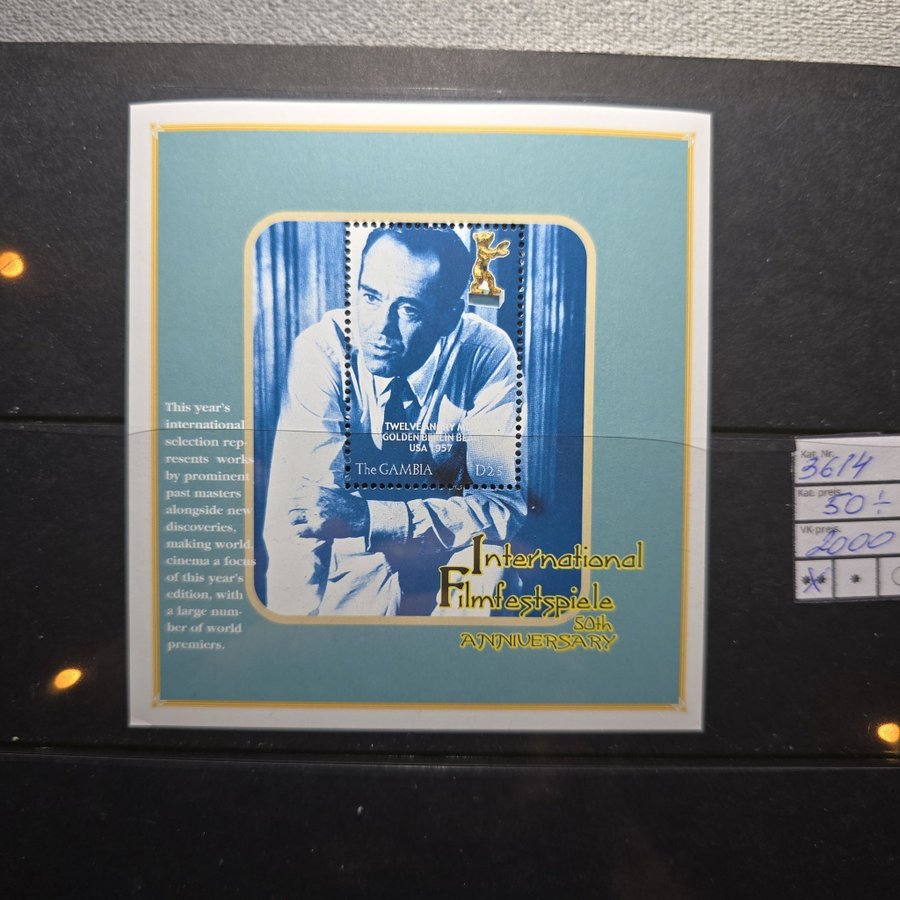 TWELVE ANGRY ME
GOLDEN BERLIN BEA
USA 1957
The GAMBIA D25
This year's
international
selection rep-
resents works
by prominent
past masters
alongside new
discoveries,
making world
cinema a focus
of this year's
edition, with
a large num-
ber of world
premiers.
International
Filmfestspiele
50th
ANNIVERSARY
Kat. Nr.
3614
Kat. preis
50 ÷
VK-preis
2000